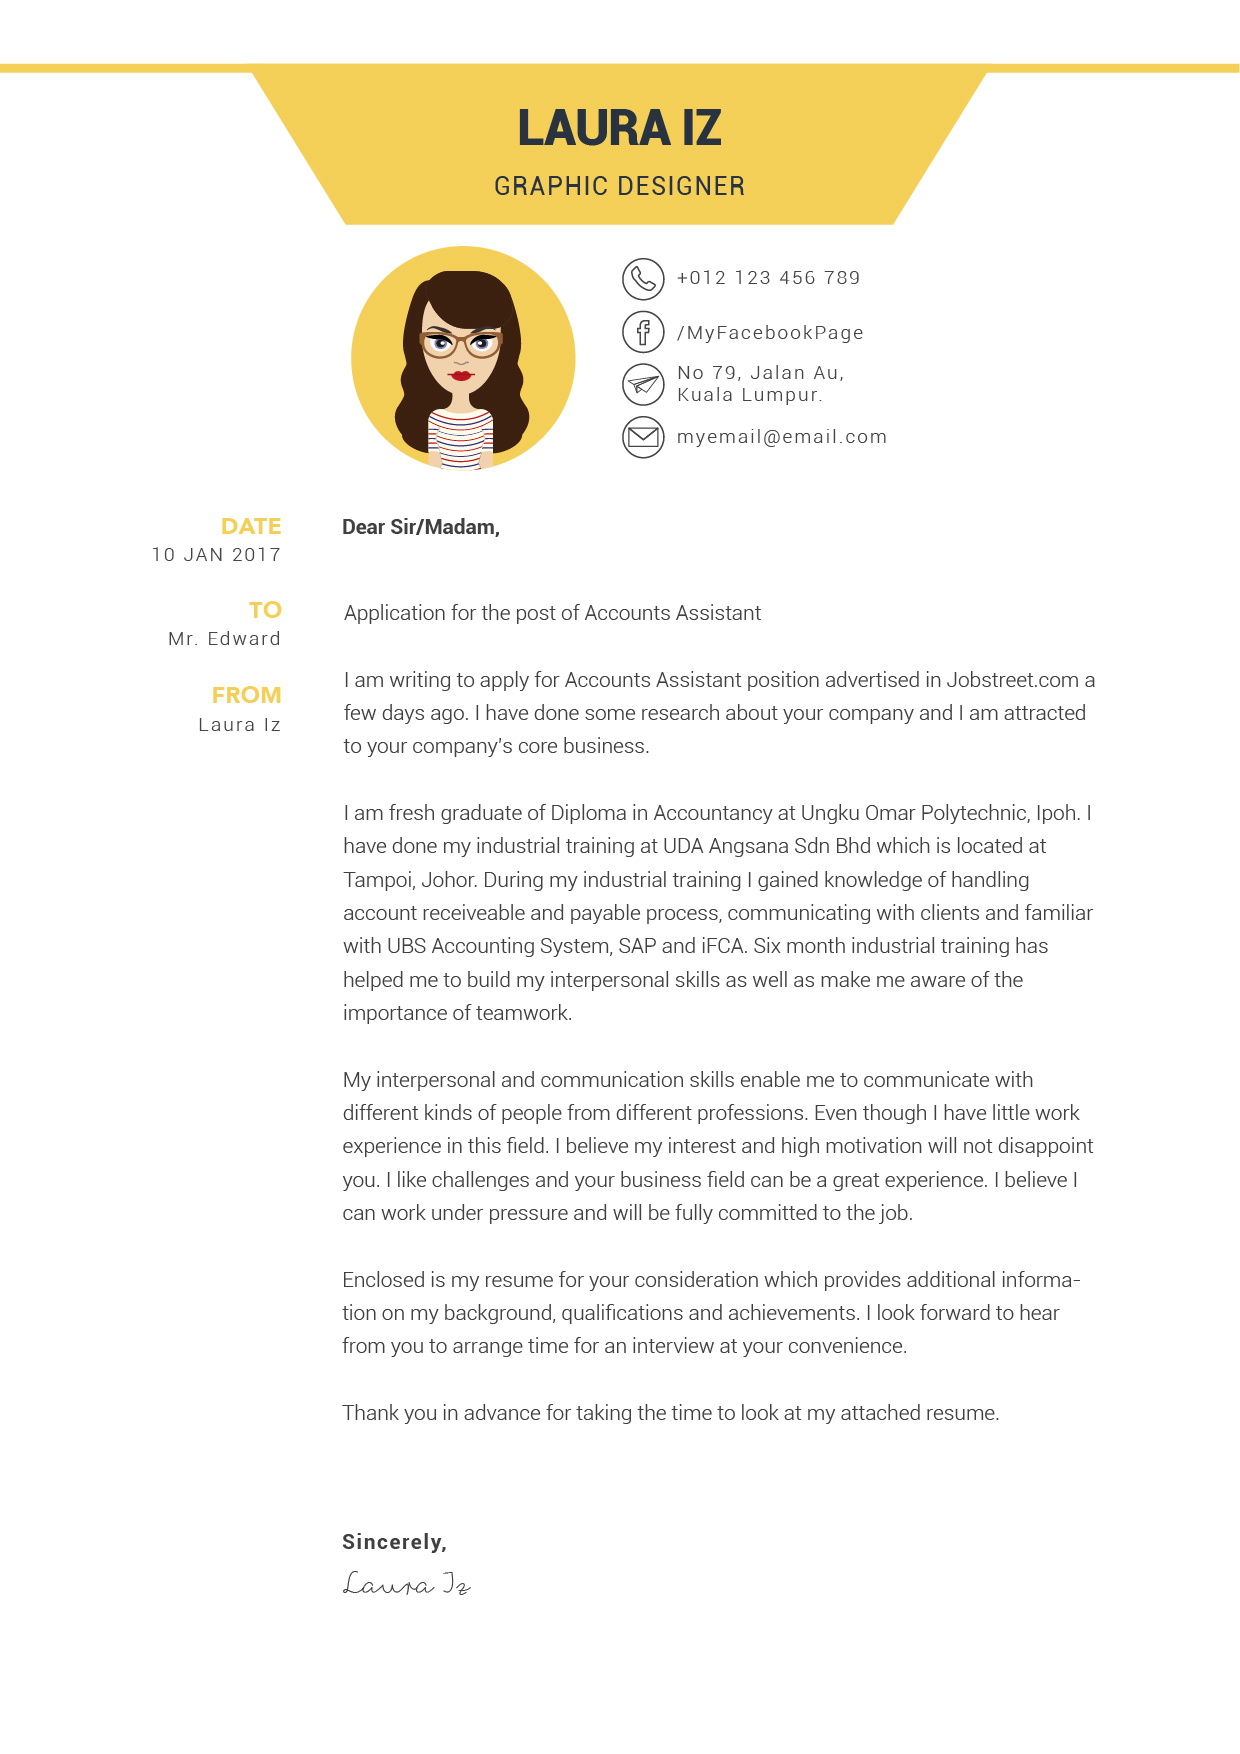 LAURA IZ
GRAPHIC DESIGNER
+012 123 456 789
/MyFacebookPage
No 79, Jalan Au,
Kuala Lumpur.
myemail@email.com
DATE
10 JAN 2017
TO
Mr. Edward
FROM
Laura Iz
Dear Sir/Madam,
Application for the post of Accounts Assistant
I am writing to apply for Accounts Assistant position advertised in Jobstreet.com a
few days ago. I have done some research about your company and I am attracted
to your company's core business.
I am fresh graduate of Diploma in Accountancy at Ungku Omar Polytechnic, Ipoh. I
have done my industrial training at UDA Angsana Sdn Bhd which is located at
Tampoi, Johor. During my industrial training I gained knowledge of handling
account receiveable and payable process, communicating with clients and familiar
with UBS Accounting System, SAP and iFCA. Six month industrial training has
helped me to build my interpersonal skills as well as make me aware of the
importance of teamwork.
My interpersonal and communication skills enable me to communicate with
different kinds of people from different professions. Even though I have little work
experience in this field. I believe my interest and high motivation will not disappoint
you. I like challenges and your business field can be a great experience. I believe I
can work under pressure and will be fully committed to the job.
Enclosed is my resume for your consideration which provides additional informa-
tion on my background, qualifications and achievements. I look forward to hear
from you to arrange time for an interview at your convenience.
Thank you in advance for taking the time to look at my attached resume.
Sincerely,
Laura Iz